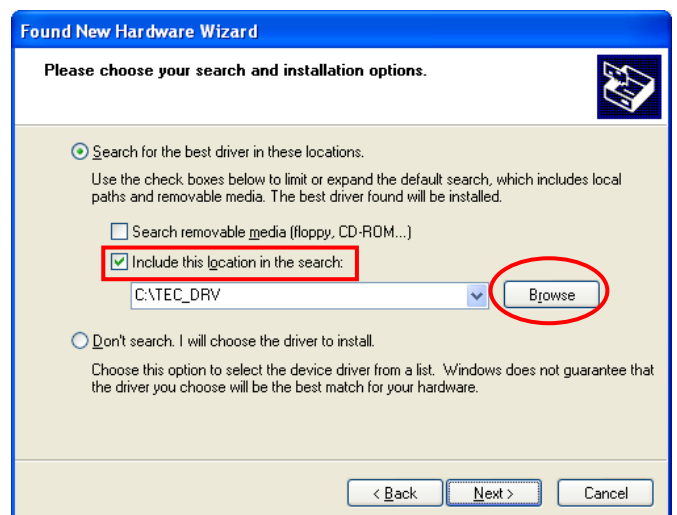 Found New Hardware Wizard
Please choose your search and installation options.
Search for the best driver in these locations.
Use the check boxes below to limit or expand the default search, which includes local
paths and removable media. The best driver found will be installed.
Search removable media (floppy, CD-ROM...)
Include this location in the search:
C:\TEC_DRV
Browse
Don't search. I will choose the driver to install.
Choose this option to select the device driver from a list. Windows does not guarantee that
the driver you choose will be the best match for your hardware.
< Back
Next >
Cancel